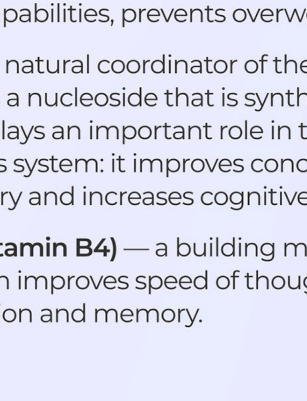 pabilities, prevents overw
natural coordinator of the
a nucleoside that is synth
lays an important role in t
s system: it improves conc
ry and increases cognitive
tamin B4) — a building m
n improves speed of thoug
ion and memory.